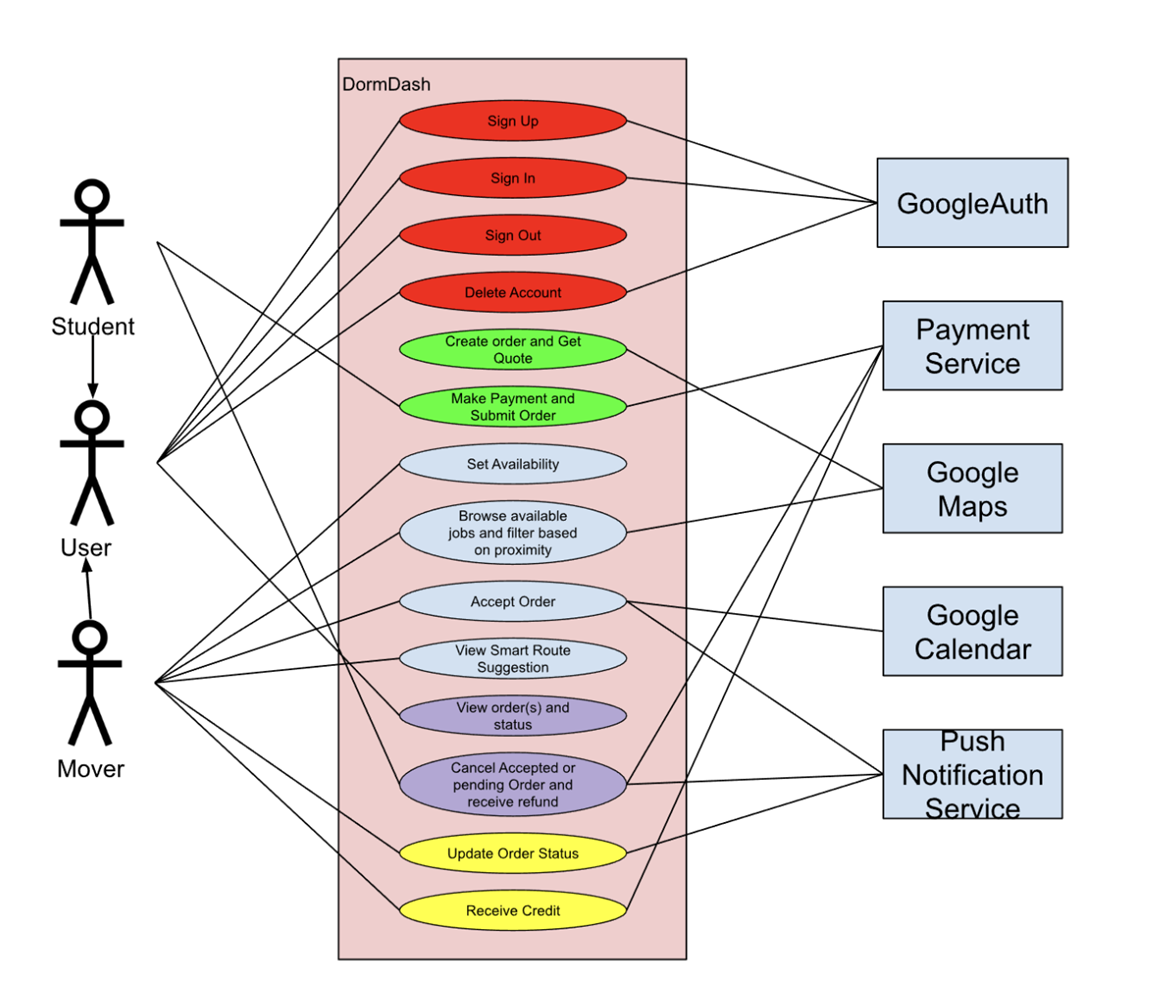 DormDash
Sign Up
Sign In
Sign Out
Delete Account
Create order and Get
Quote
Make Payment and
Submit Order
Set Availability
Browse available
jobs and filter based
on proximity
Accept Order
View Smart Route
Suggestion
View order(s) and
status
Cancel Accepted or
pending Order and
receive refund
Update Order Status
Receive Credit
Student
User
Mover
GoogleAuth
Payment
Service
Google
Maps
Google
Calendar
Push
Notification
Service